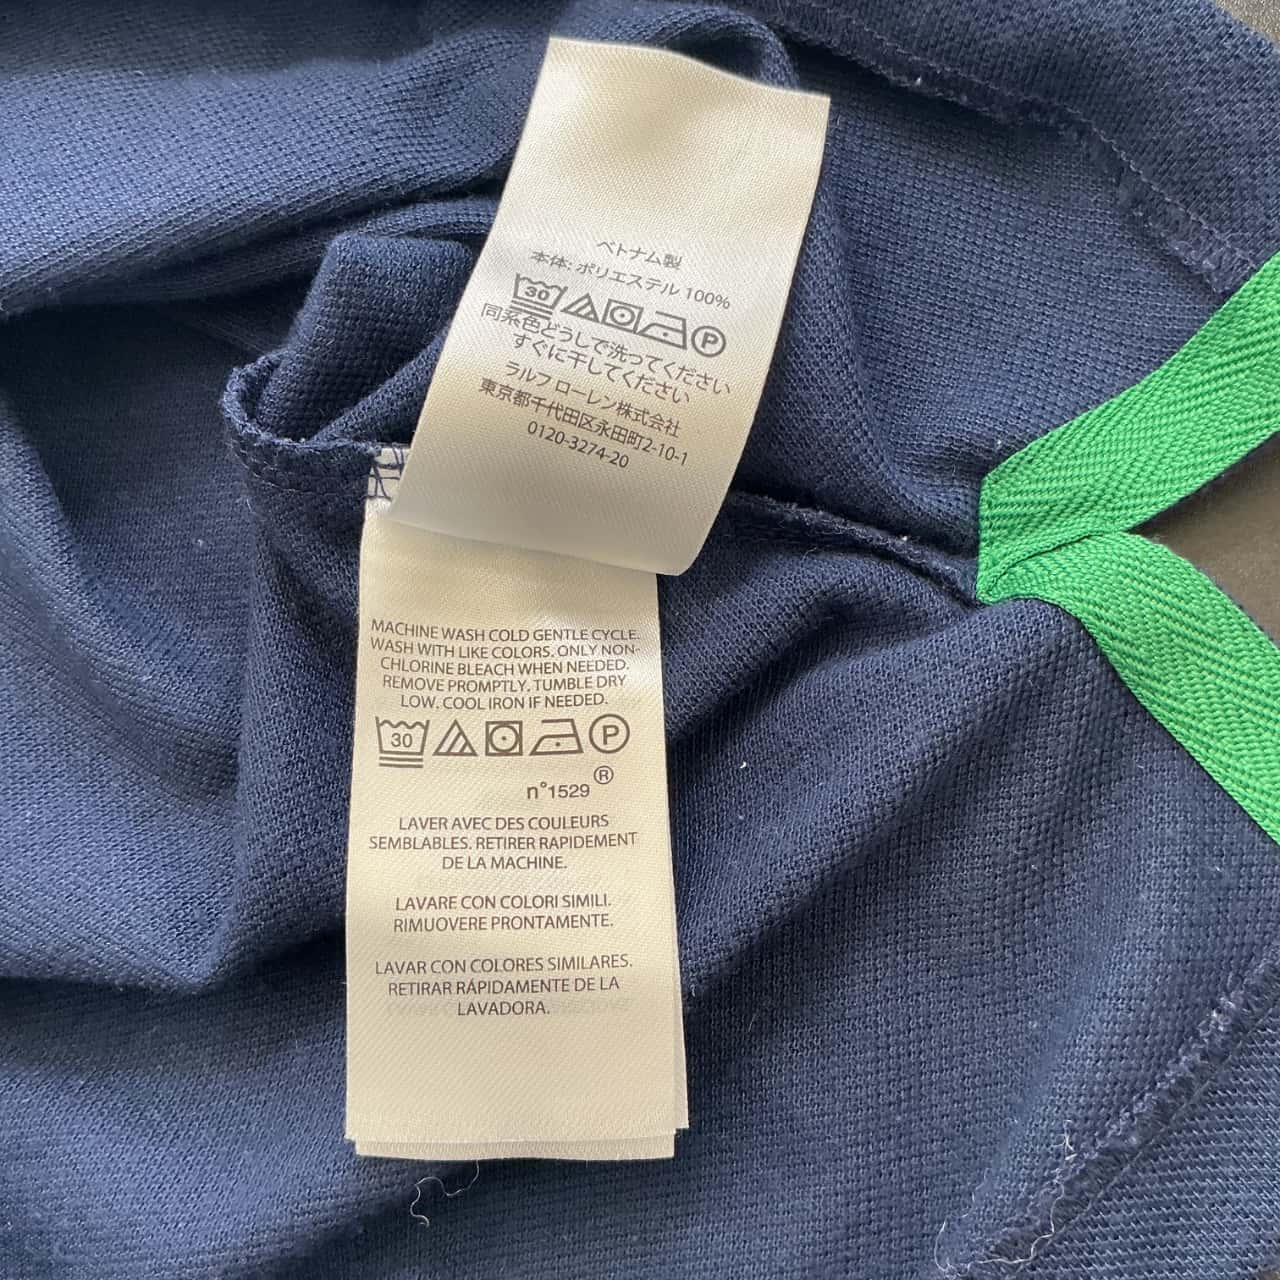 ベトナム製
本体: ポリエステル 100%
30 P
同系色どうしで洗ってください
すぐに干してください
ラルフ ローレン株式会社
東京都千代田区永田町2-10-1
0120-3274-20
MACHINE WASH COLD GENTLE CYCLE.
WASH WITH LIKE COLORS. ONLY NON-
CHLORINE BLEACH WHEN NEEDED.
REMOVE PROMPTLY. TUMBLE DRY
LOW. COOL IRON IF NEEDED.
30 P
n°1529 ®
LAVER AVEC DES COULEURS
SEMBLABLES. RETIRER RAPIDEMENT
DE LA MACHINE.
LAVARE CON COLORI SIMILI.
RIMUOVERE PRONTAMENTE.
LAVAR CON COLORES SIMILARES.
RETIRAR RÁPIDAMENTE DE LA
LAVADORA.